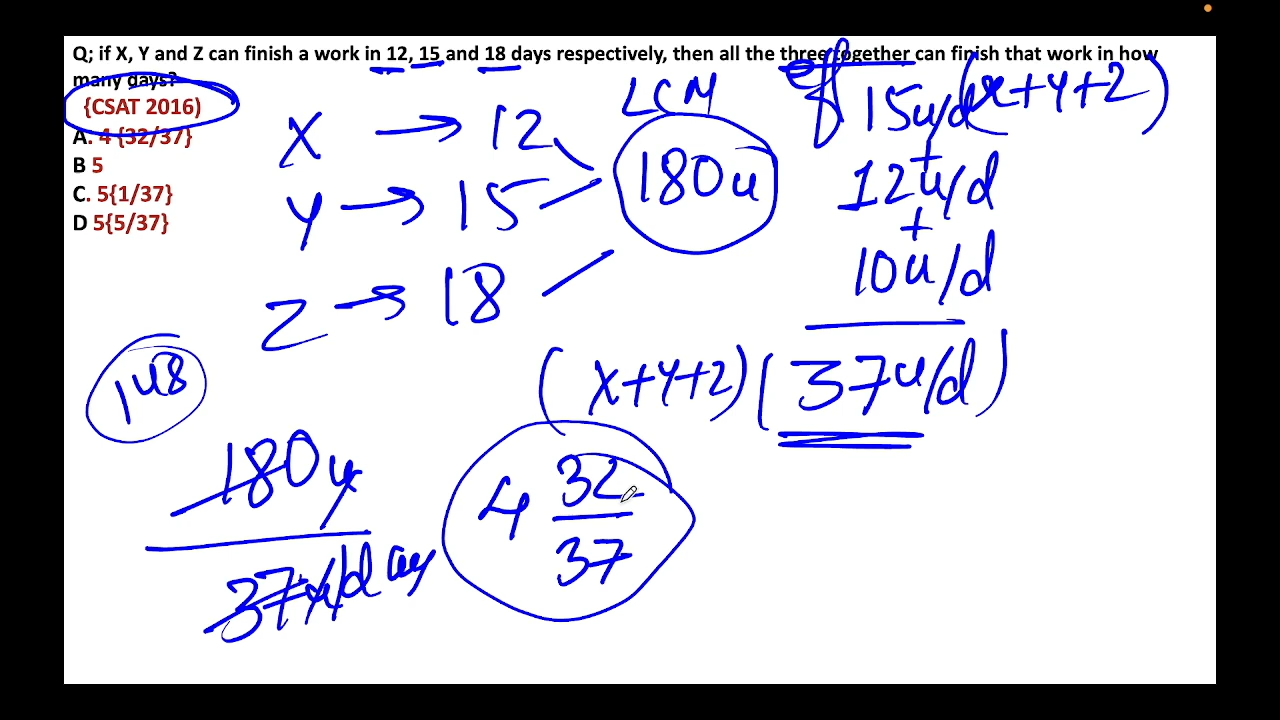 Q; if X, Y and Z can finish a work in 12, 15 and 18 days respectively, then all the three together can finish that work in how
many days?
{CSAT 2016)
A. 4 {32/37}
B 5
C. 5{1/37}
D 5{5/37}
X → 12
Y → 15
Z → 18
LCM
180u
eff
15u/d (x+y+z)
+
12u/d
+
10u/d
(x+y+z) (37u/d)
148
180u
37u/day
4 32/37